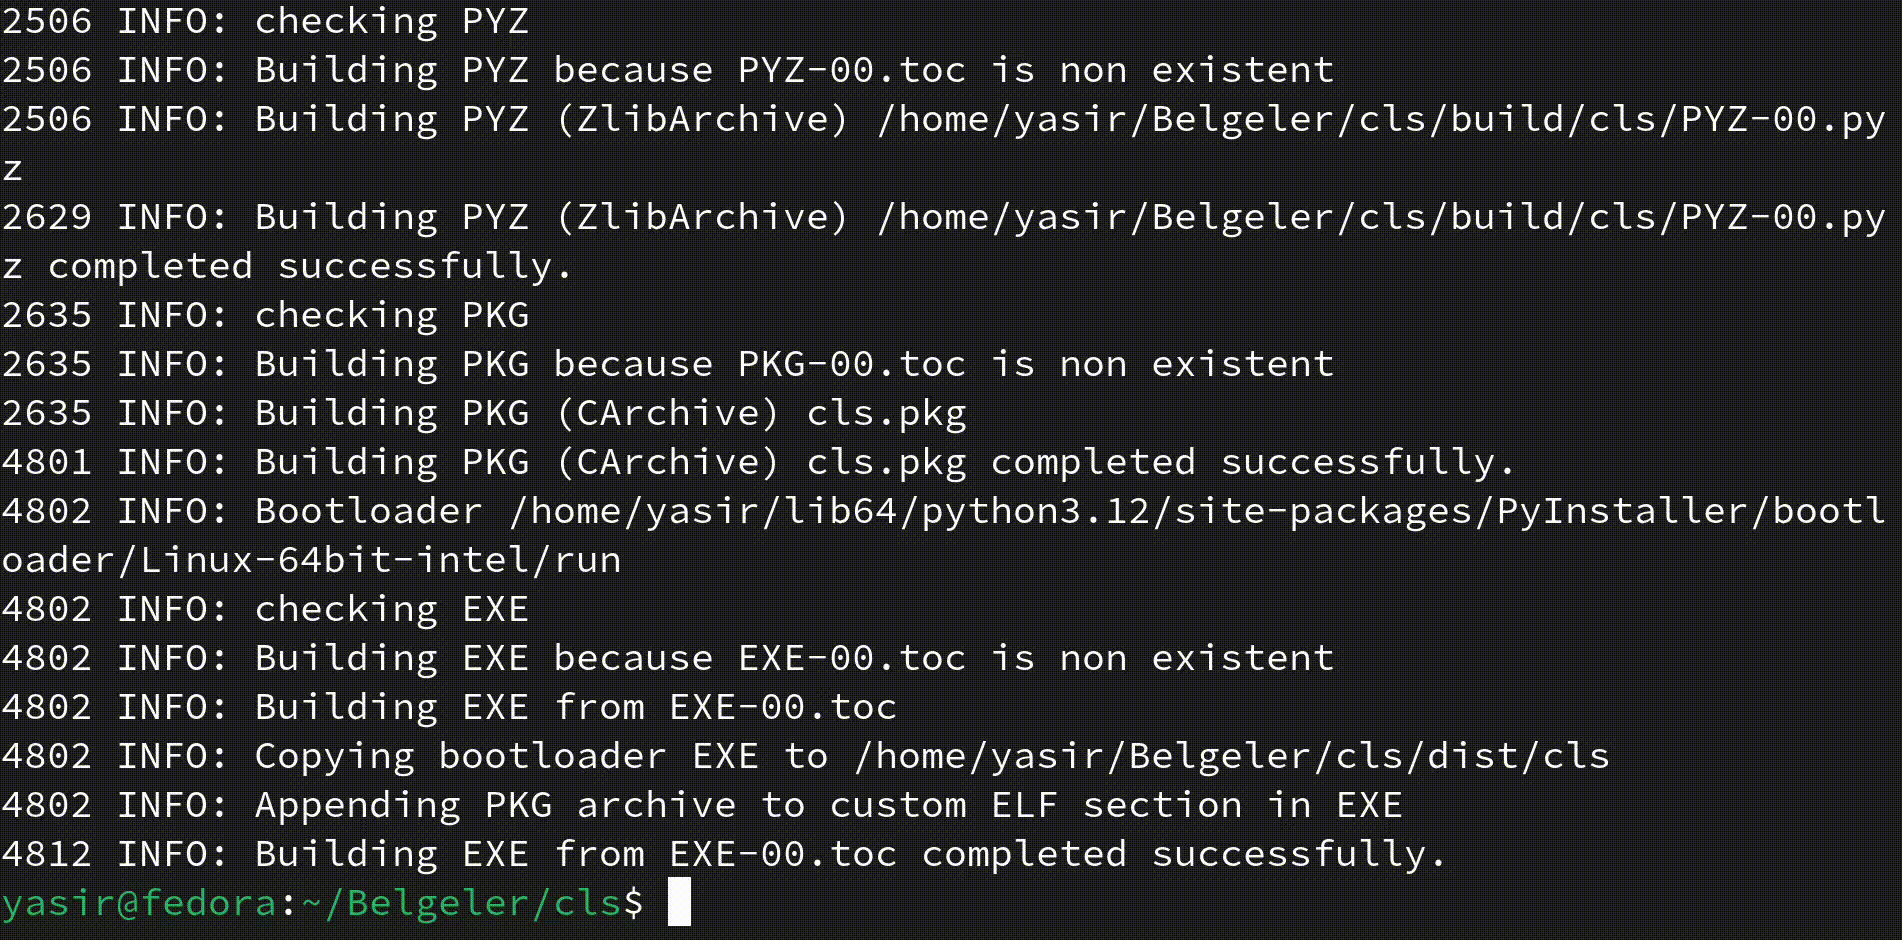 2506 INFO: checking PYZ
2506 INFO: Building PYZ because PYZ-00.toc is non existent
2506 INFO: Building PYZ (ZlibArchive) /home/yasir/Belgeler/cls/build/cls/PYZ-00.py
z
2629 INFO: Building PYZ (ZlibArchive) /home/yasir/Belgeler/cls/build/cls/PYZ-00.py
z completed successfully.
2635 INFO: checking PKG
2635 INFO: Building PKG because PKG-00.toc is non existent
2635 INFO: Building PKG (CArchive) cls.pkg
4801 INFO: Building PKG (CArchive) cls.pkg completed successfully.
4802 INFO: Bootloader /home/yasir/lib64/python3.12/site-packages/PyInstaller/bootl
oader/Linux-64bit-intel/run
4802 INFO: checking EXE
4802 INFO: Building EXE because EXE-00.toc is non existent
4802 INFO: Building EXE from EXE-00.toc
4802 INFO: Copying bootloader EXE to /home/yasir/Belgeler/cls/dist/cls
4802 INFO: Appending PKG archive to custom ELF section in EXE
4812 INFO: Building EXE from EXE-00.toc completed successfully.
yasir@fedora:~/Belgeler/cls$